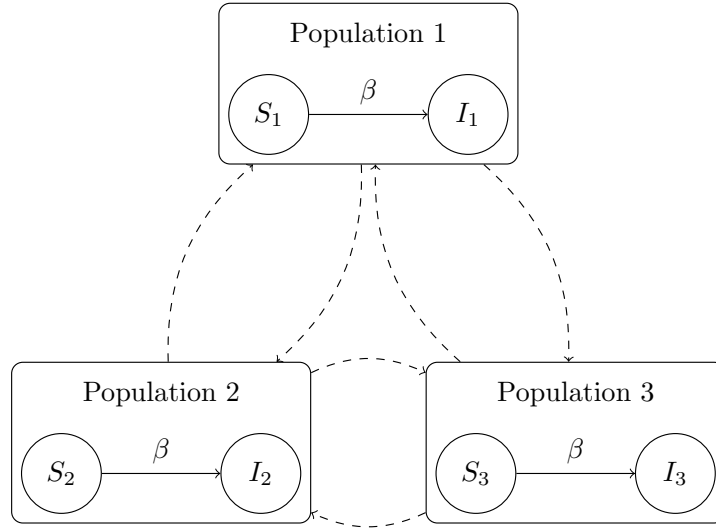 Population 1
β
S₁ I₁
Population 2
β
S₂ I₂
Population 3
β
S₃ I₃